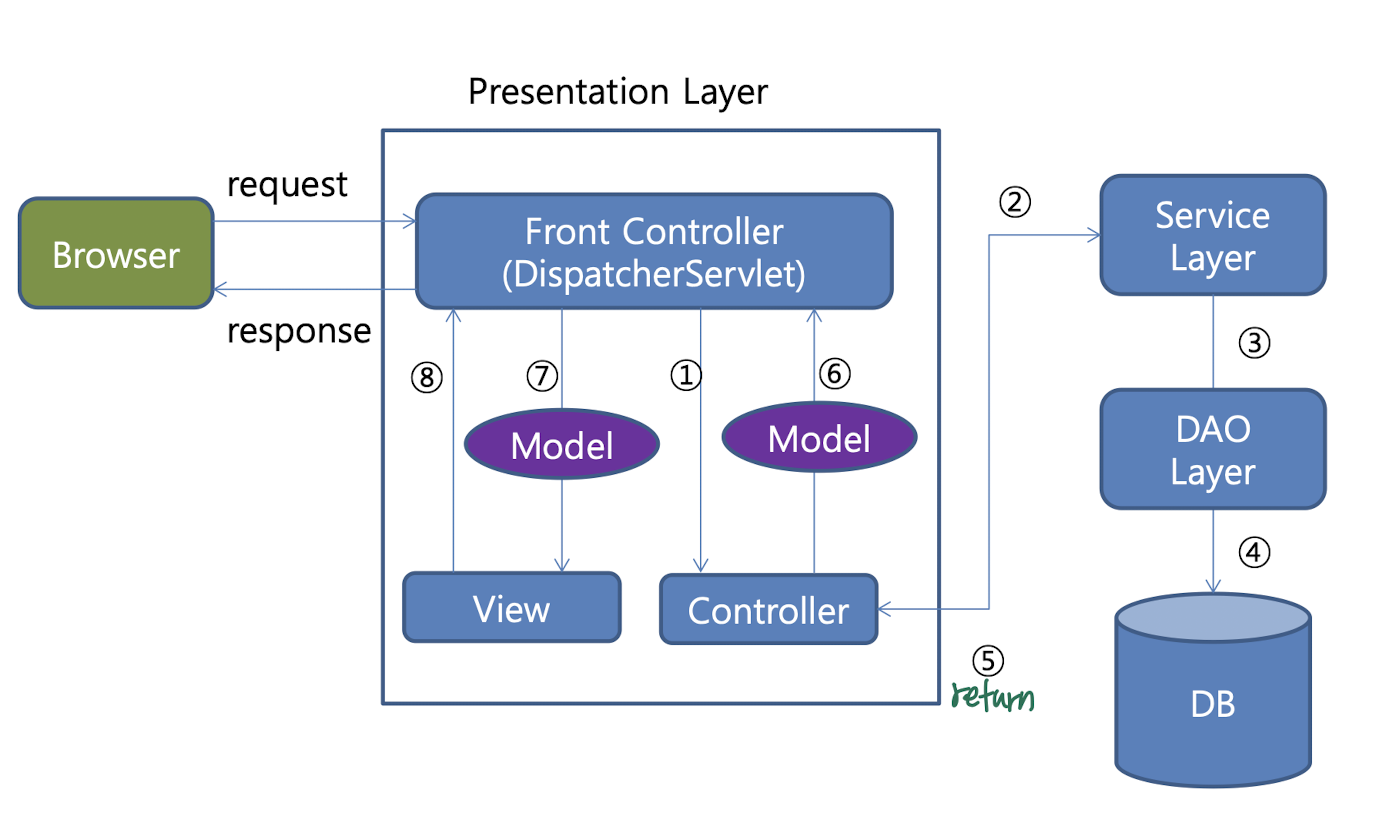 Presentation Layer
request
Browser
response
Front Controller
(DispatcherServlet)
⑧
⑦
①
⑥
Model
Model
View
Controller
②
Service
Layer
③
DAO
Layer
④
DB
⑤
return